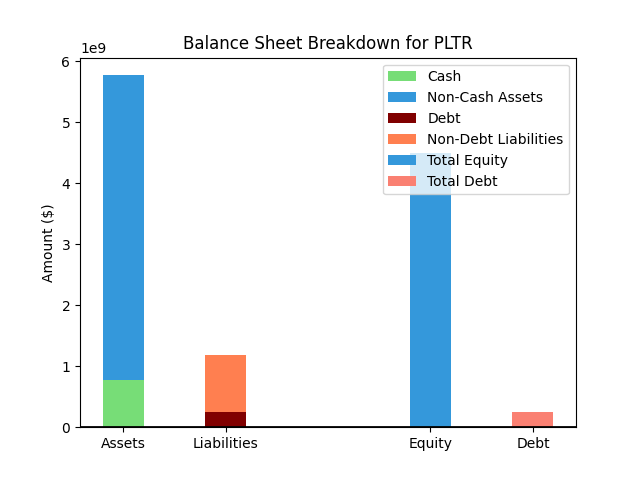 Balance Sheet Breakdown for PLTR
1e9
Cash
Non-Cash Assets
Debt
Non-Debt Liabilities
Total Equity
Total Debt
6
5
4
3
2
1
0
Amount ($)
Assets
Liabilities
Equity
Debt